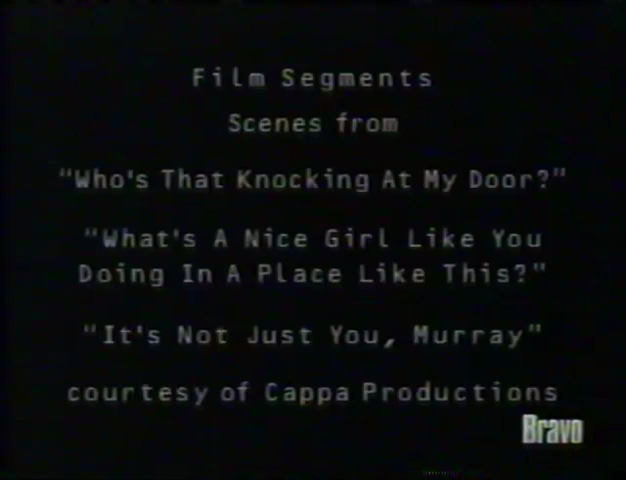 Film Segments
Scenes from
"Who's That Knocking At My Door?"
"What's A Nice Girl Like You
Doing In A Place Like This?"
"It's Not Just You, Murray"
courtesy of Cappa Productions
Bravo